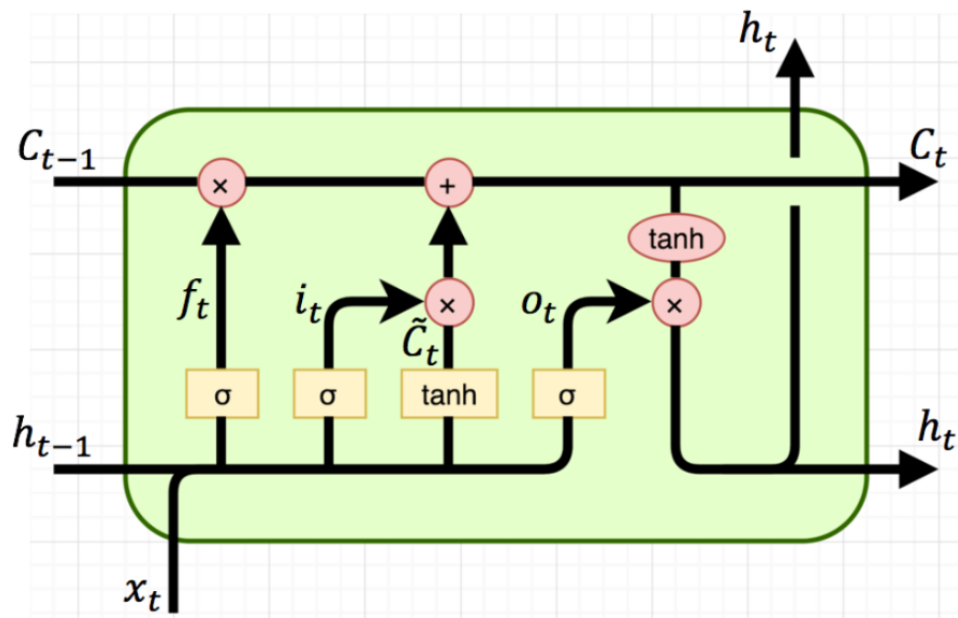 h_t
C_{t−1}
C_t
×
+
tanh
f_t
i_t
×
o_t
×
C̃_t
σ
σ
tanh
σ
h_{t−1}
h_t
x_t